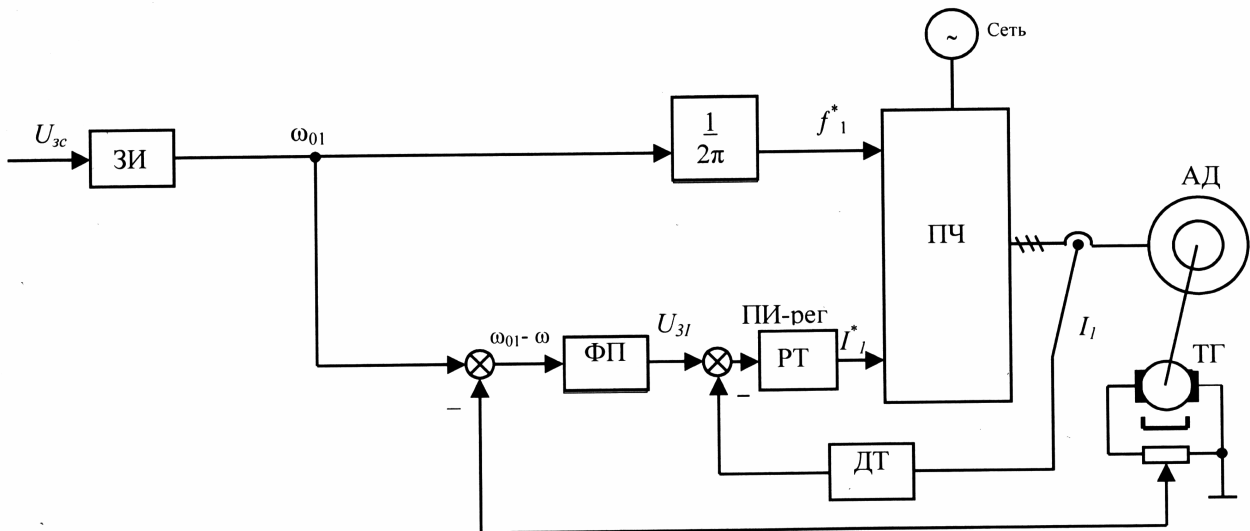 Сеть
~
U_зс
ЗИ
ω₀₁
1
2π
f*₁
ПЧ
АД
ω₀₁- ω
ФП
U_ЗI
ПИ-рег
РТ
I*₁
I₁
ТГ
–
–
ДТ